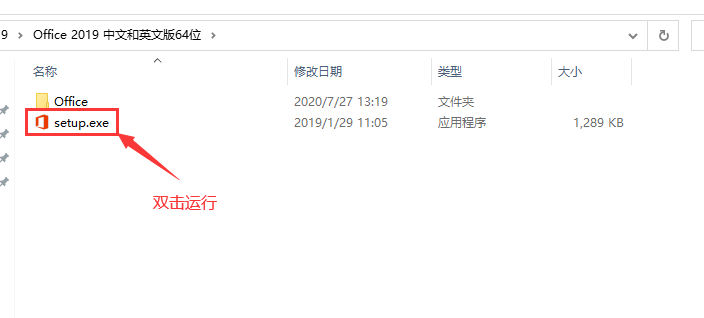 9 > Office 2019 中文和英文版64位 >
名称 修改日期 类型 大小
Office 2020/7/27 13:19 文件夹
setup.exe 2019/1/29 11:05 应用程序 1,289 KB
双击运行